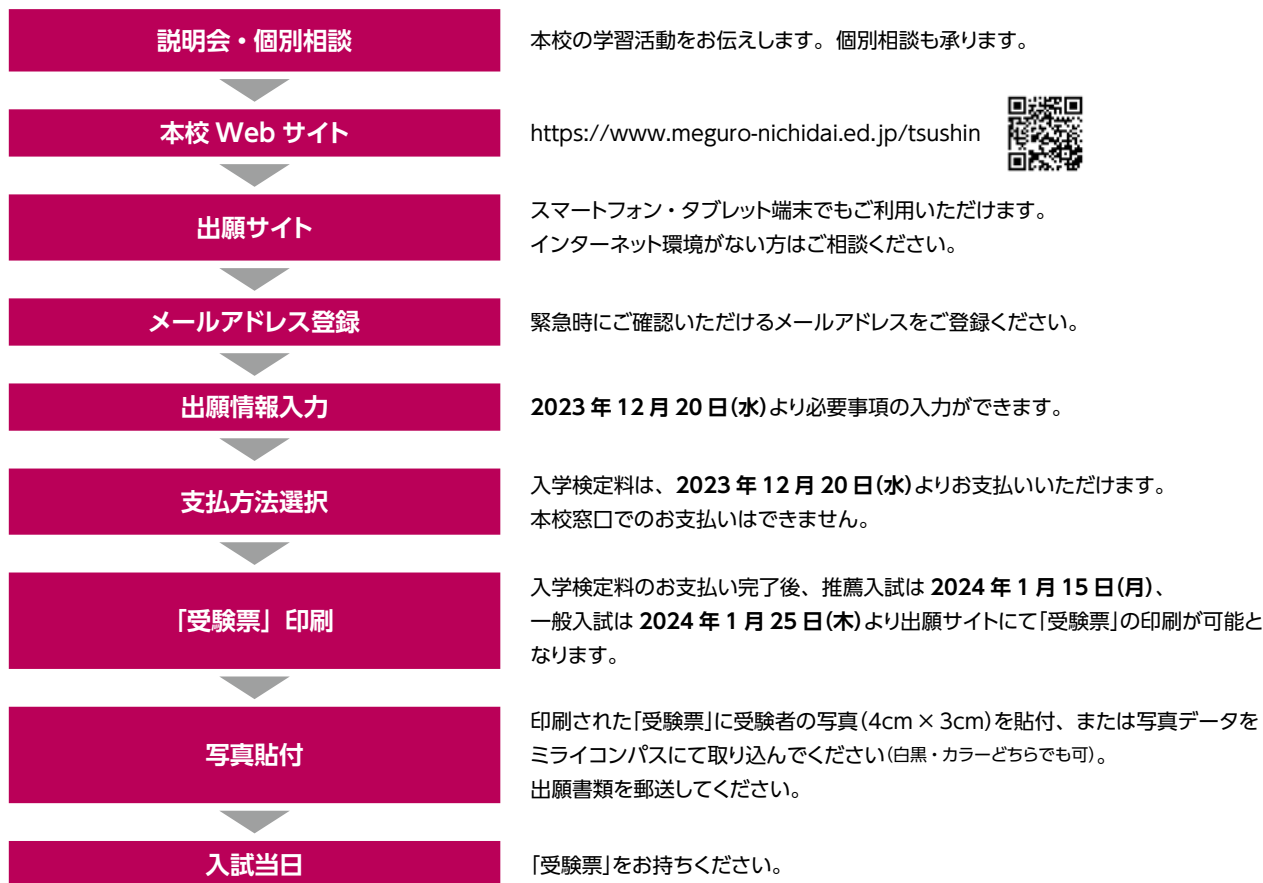 説明会・個別相談
本校の学習活動をお伝えします。個別相談も承ります。
本校 Web サイト
https://www.meguro-nichidai.ed.jp/tsushin
出願サイト
スマートフォン・タブレット端末でもご利用いただけます。
インターネット環境がない方はご相談ください。
メールアドレス登録
緊急時にご確認いただけるメールアドレスをご登録ください。
出願情報入力
2023 年 12 月 20 日(水)より必要事項の入力ができます。
支払方法選択
入学検定料は、2023 年 12 月 20 日(水)よりお支払いいただけます。
本校窓口でのお支払いはできません。
「受験票」印刷
入学検定料のお支払い完了後、推薦入試は 2024 年 1 月 15 日(月)、
一般入試は 2024 年 1 月 25 日(木)より出願サイトにて「受験票」の印刷が可能と
なります。
写真貼付
印刷された「受験票」に受験者の写真(4cm × 3cm)を貼付、または写真データを
ミライコンパスにて取り込んでください(白黒・カラーどちらでも可)。
出願書類を郵送してください。
入試当日
「受験票」をお持ちください。